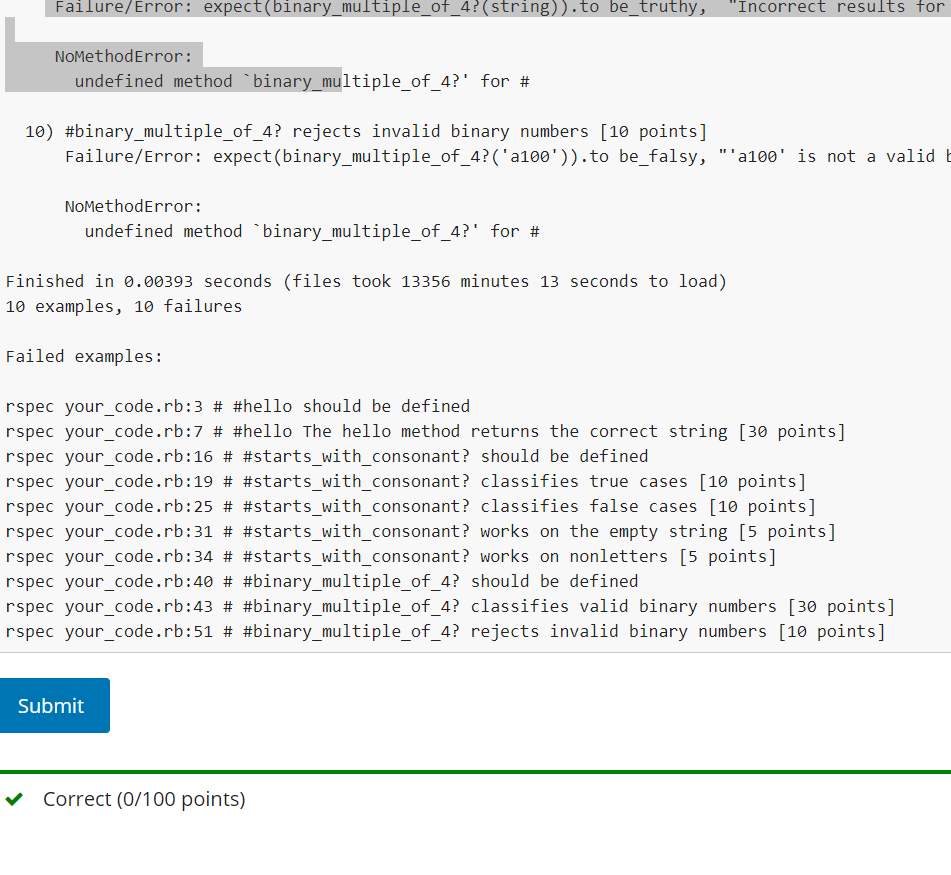 Failure/Error: expect(binary_multiple_of_4?(string)).to be_truthy,  "Incorrect results for
NoMethodError:
undefined method `binary_multiple_of_4?' for #
10) #binary_multiple_of_4? rejects invalid binary numbers [10 points]
Failure/Error: expect(binary_multiple_of_4?('a100')).to be_falsy, "'a100' is not a valid
NoMethodError:
undefined method `binary_multiple_of_4?' for #
Finished in 0.00393 seconds (files took 13356 minutes 13 seconds to load)
10 examples, 10 failures
Failed examples:
rspec your_code.rb:3 # #hello should be defined
rspec your_code.rb:7 # #hello The hello method returns the correct string [30 points]
rspec your_code.rb:16 # #starts_with_consonant? should be defined
rspec your_code.rb:19 # #starts_with_consonant? classifies true cases [10 points]
rspec your_code.rb:25 # #starts_with_consonant? classifies false cases [10 points]
rspec your_code.rb:31 # #starts_with_consonant? works on the empty string [5 points]
rspec your_code.rb:34 # #starts_with_consonant? works on nonletters [5 points]
rspec your_code.rb:40 # #binary_multiple_of_4? should be defined
rspec your_code.rb:43 # #binary_multiple_of_4? classifies valid binary numbers [30 points]
rspec your_code.rb:51 # #binary_multiple_of_4? rejects invalid binary numbers [10 points]
Submit
Correct (0/100 points)